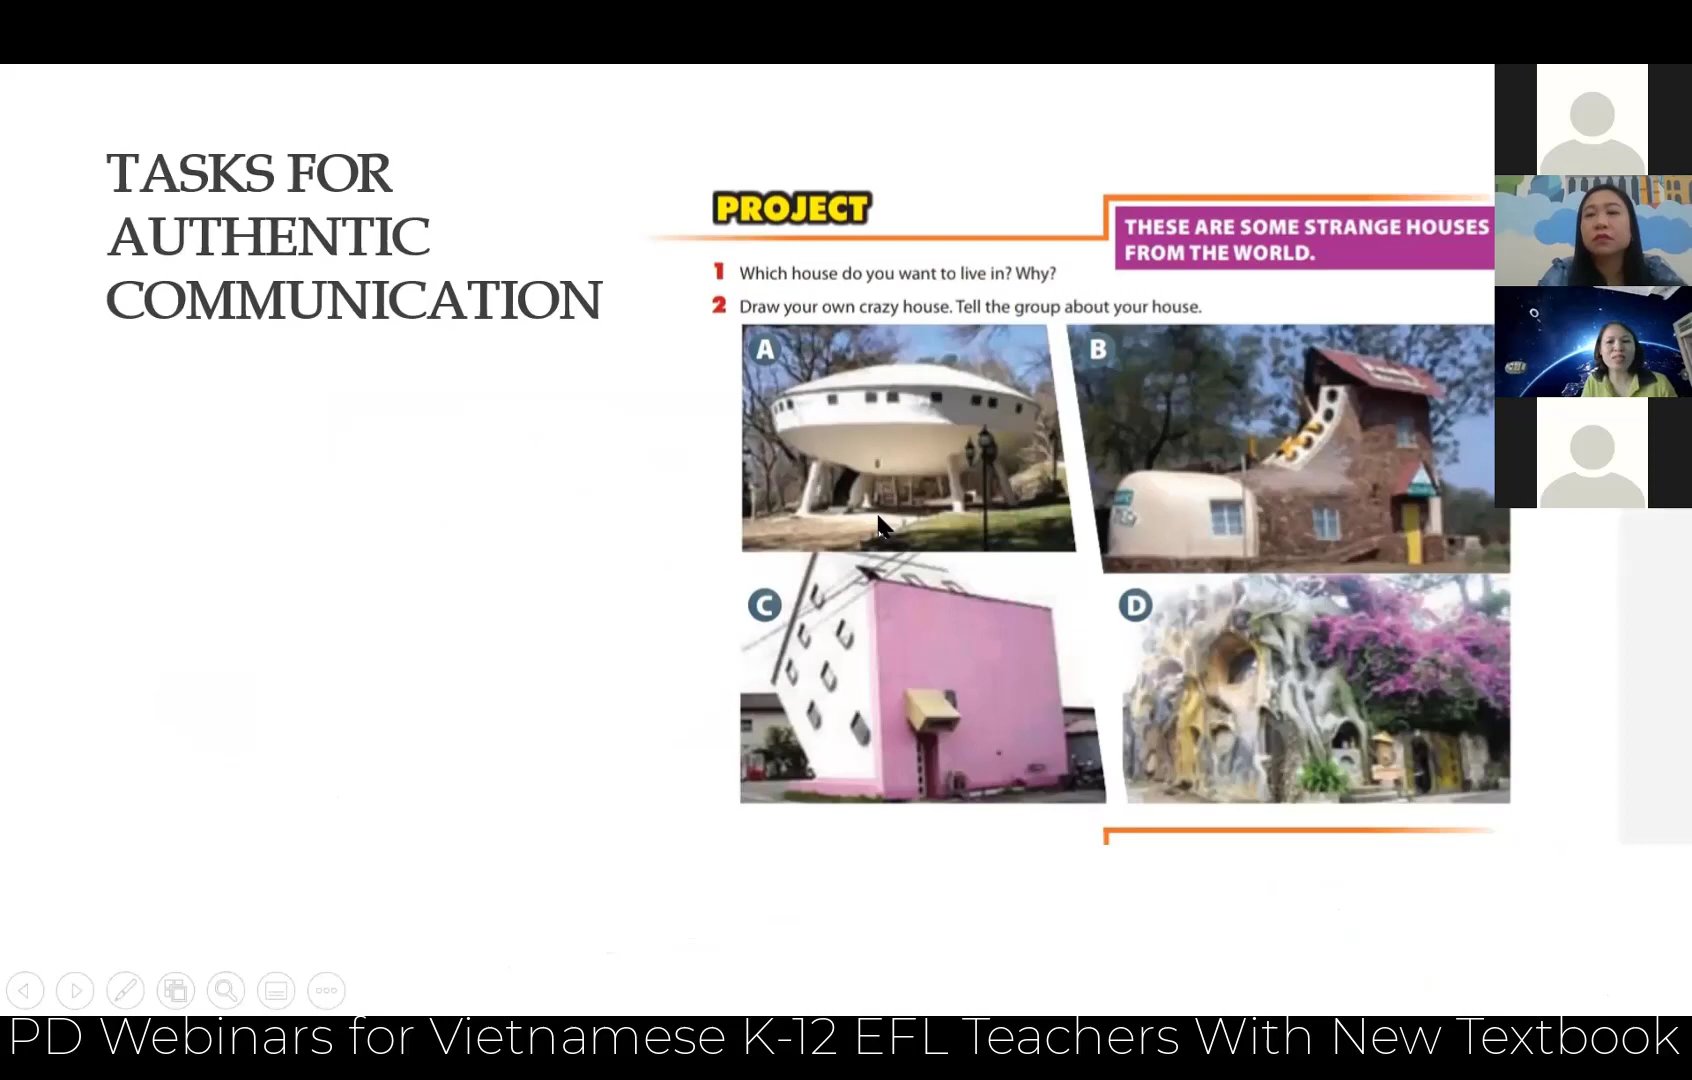 TASKS FOR
AUTHENTIC
COMMUNICATION
PROJECT
THESE ARE SOME STRANGE HOUSES
FROM THE WORLD.
1 Which house do you want to live in? Why?
2 Draw your own crazy house. Tell the group about your house.
A
B
C
D
PD Webinars for Vietnamese K-12 EFL Teachers With New Textbook